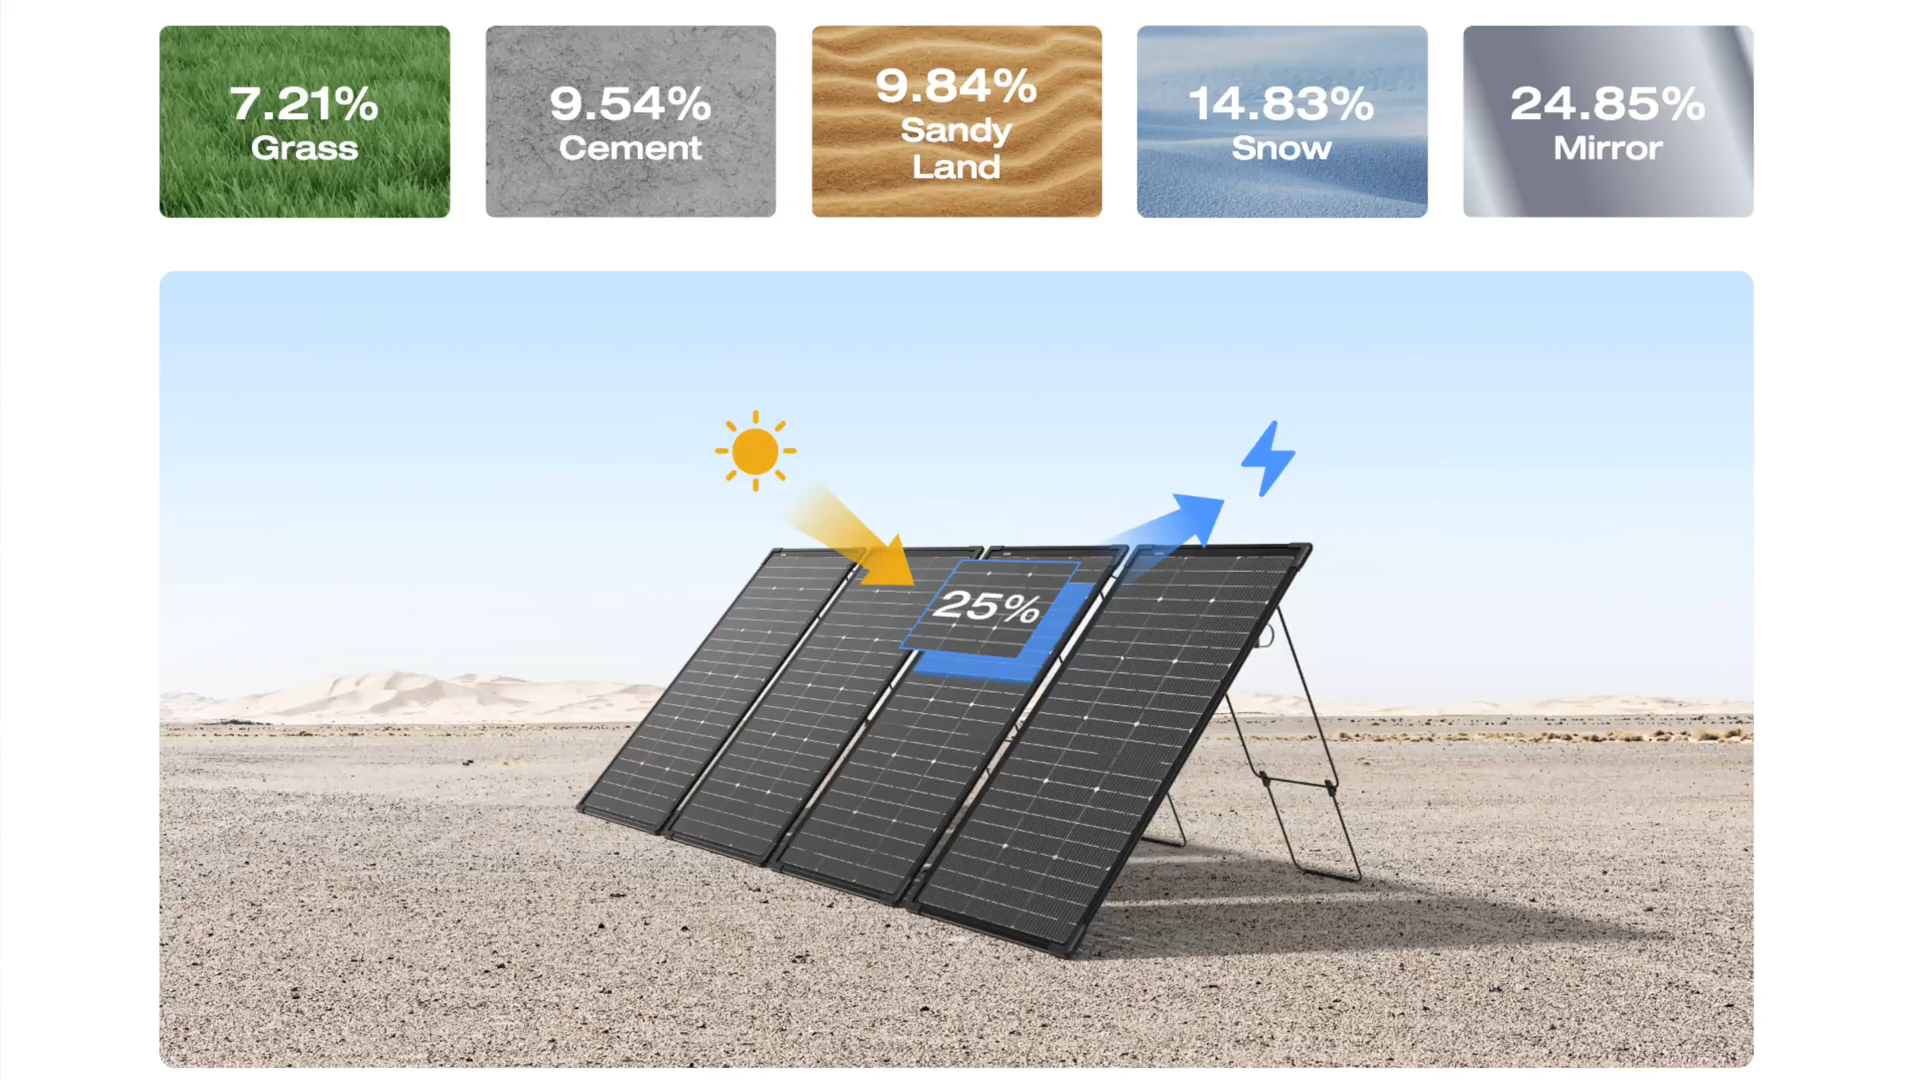 7.21%
Grass
9.54%
Cement
9.84%
Sandy
Land
14.83%
Snow
24.85%
Mirror
25%